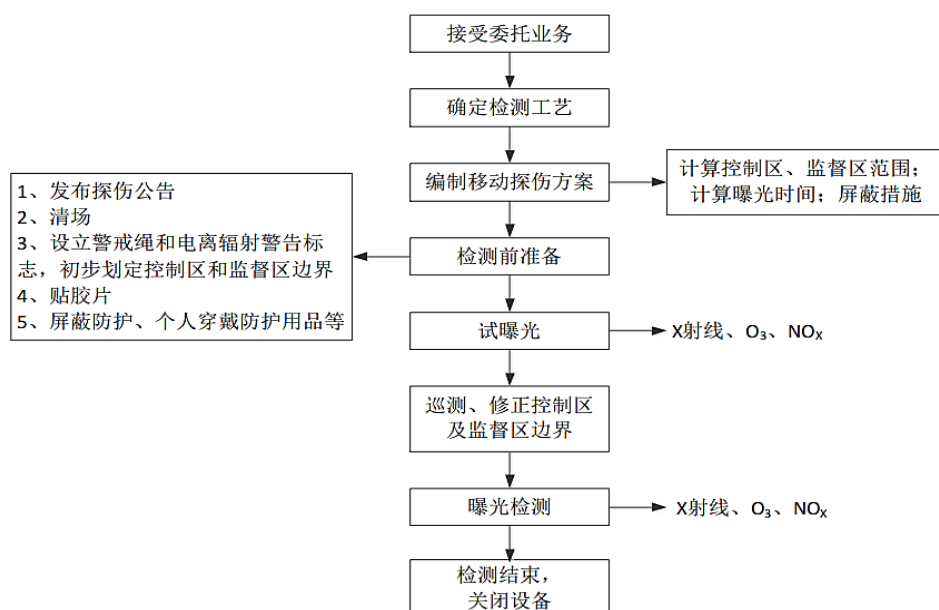 接受委托业务
确定检测工艺
编制移动探伤方案
计算控制区、监督区范围；
计算曝光时间；屏蔽措施
1、发布探伤公告
2、清场
3、设立警戒绳和电离辐射警告标
志，初步划定控制区和监督区边界
4、贴胶片
5、屏蔽防护、个人穿戴防护用品等
检测前准备
试曝光
X射线、O₃、NOₓ
巡测、修正控制区
及监督区边界
曝光检测
X射线、O₃、NOₓ
检测结束，
关闭设备